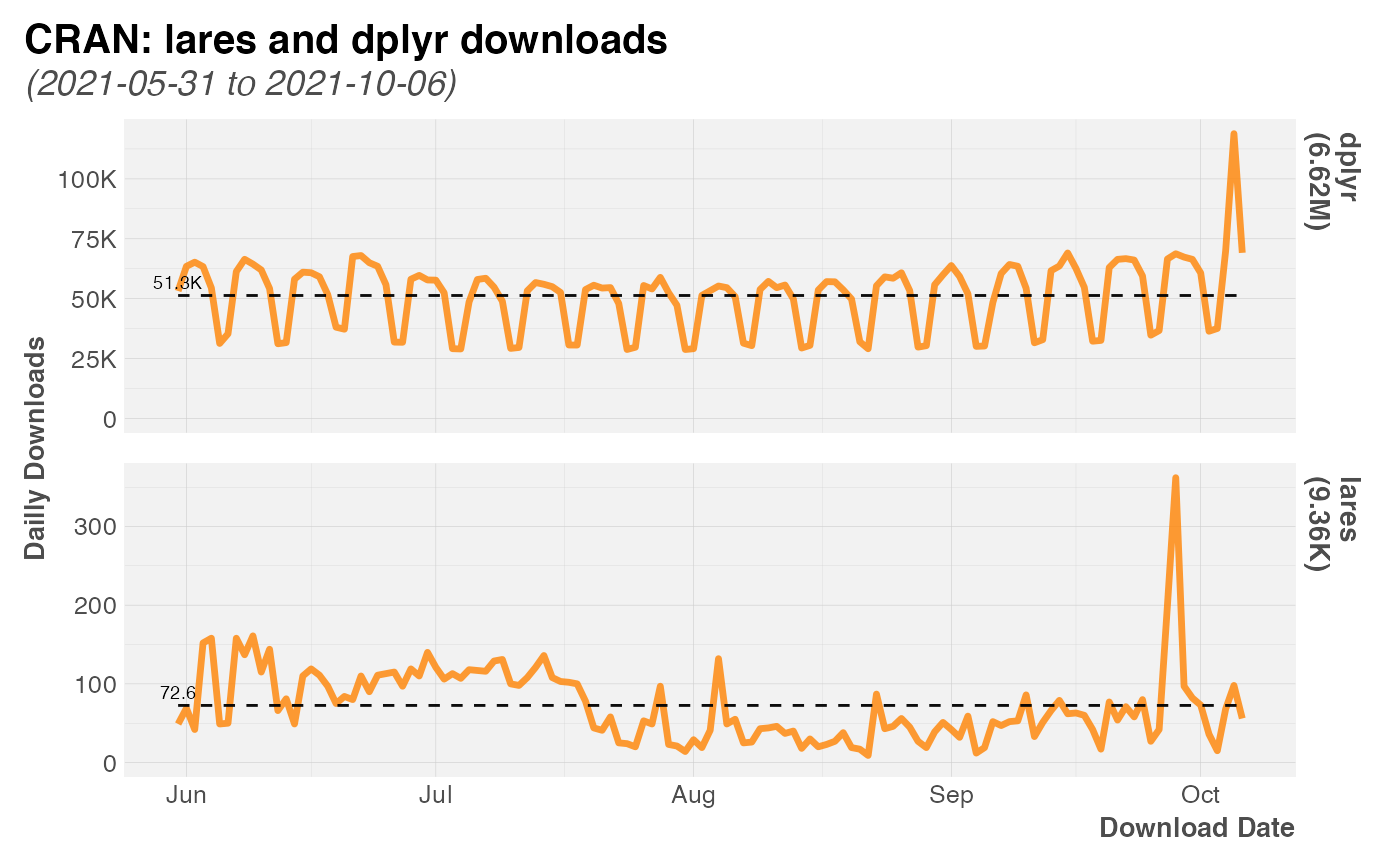 CRAN: lares and dplyr downloads
(2021-05-31 to 2021-10-06)
Dailly Downloads
100K
75K
50K
25K
0
51.3K
dplyr
(6.62M)
300
200
100
0
72.6
lares
(9.36K)
Jun Jul Aug Sep Oct
Download Date